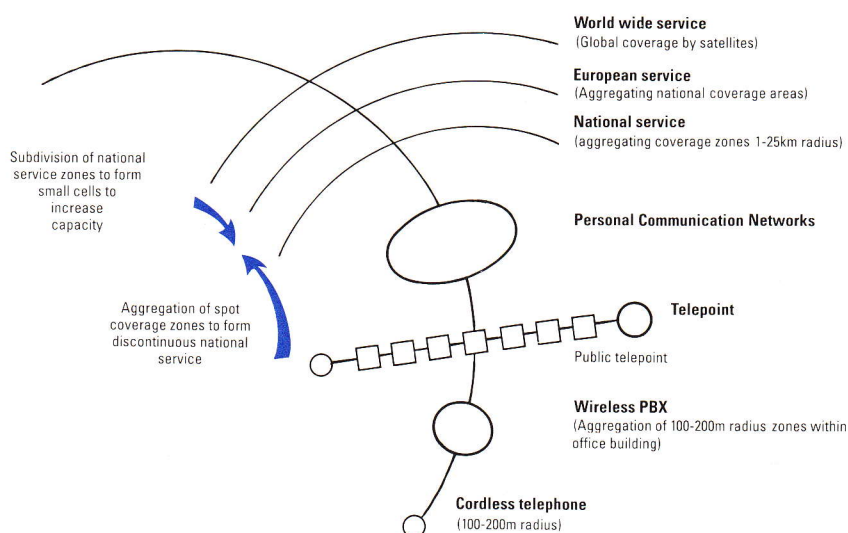 World wide service
(Global coverage by satellites)
European service
(Aggregating national coverage areas)
National service
(aggregating coverage zones 1-25km radius)
Subdivision of national
service zones to form
small cells to
increase
capacity
Personal Communication Networks
Aggregation of spot
coverage zones to form
discontinuous national
service
Telepoint
Public telepoint
Wireless PBX
(Aggregation of 100-200m radius zones within
office building)
Cordless telephone
(100-200m radius)